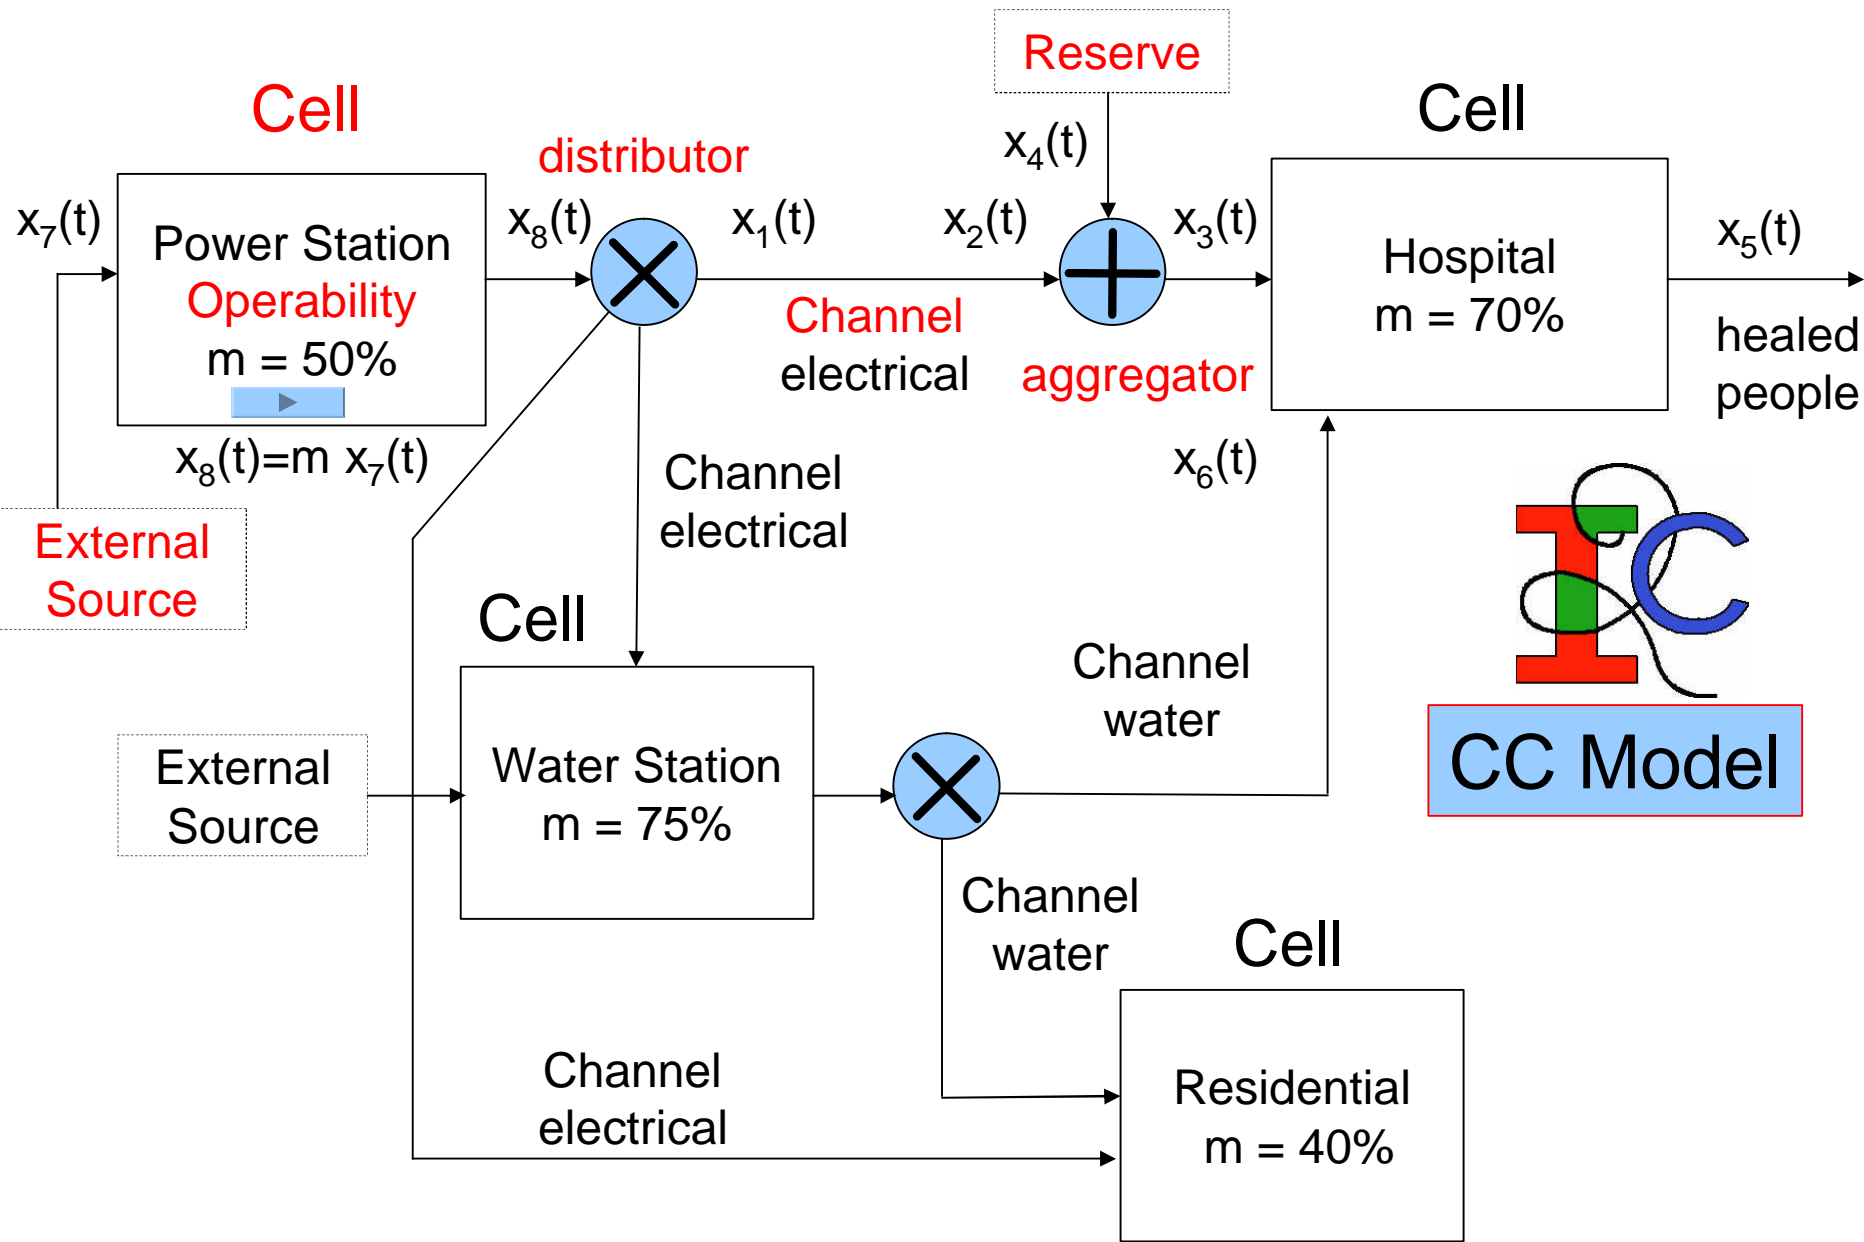 Reserve
Cell
Cell
distributor
x4(t)
x7(t)
x8(t)
x1(t)
x2(t)
x3(t)
x5(t)
Power Station
Operability
m = 50%
Hospital
m = 70%
Channel
electrical
aggregator
healed
people
x8(t)=m x7(t)
Channel
electrical
x6(t)
External
Source
Cell
Channel
water
IC
CC Model
External
Source
Water Station
m = 75%
Channel
water
Cell
Channel
electrical
Residential
m = 40%